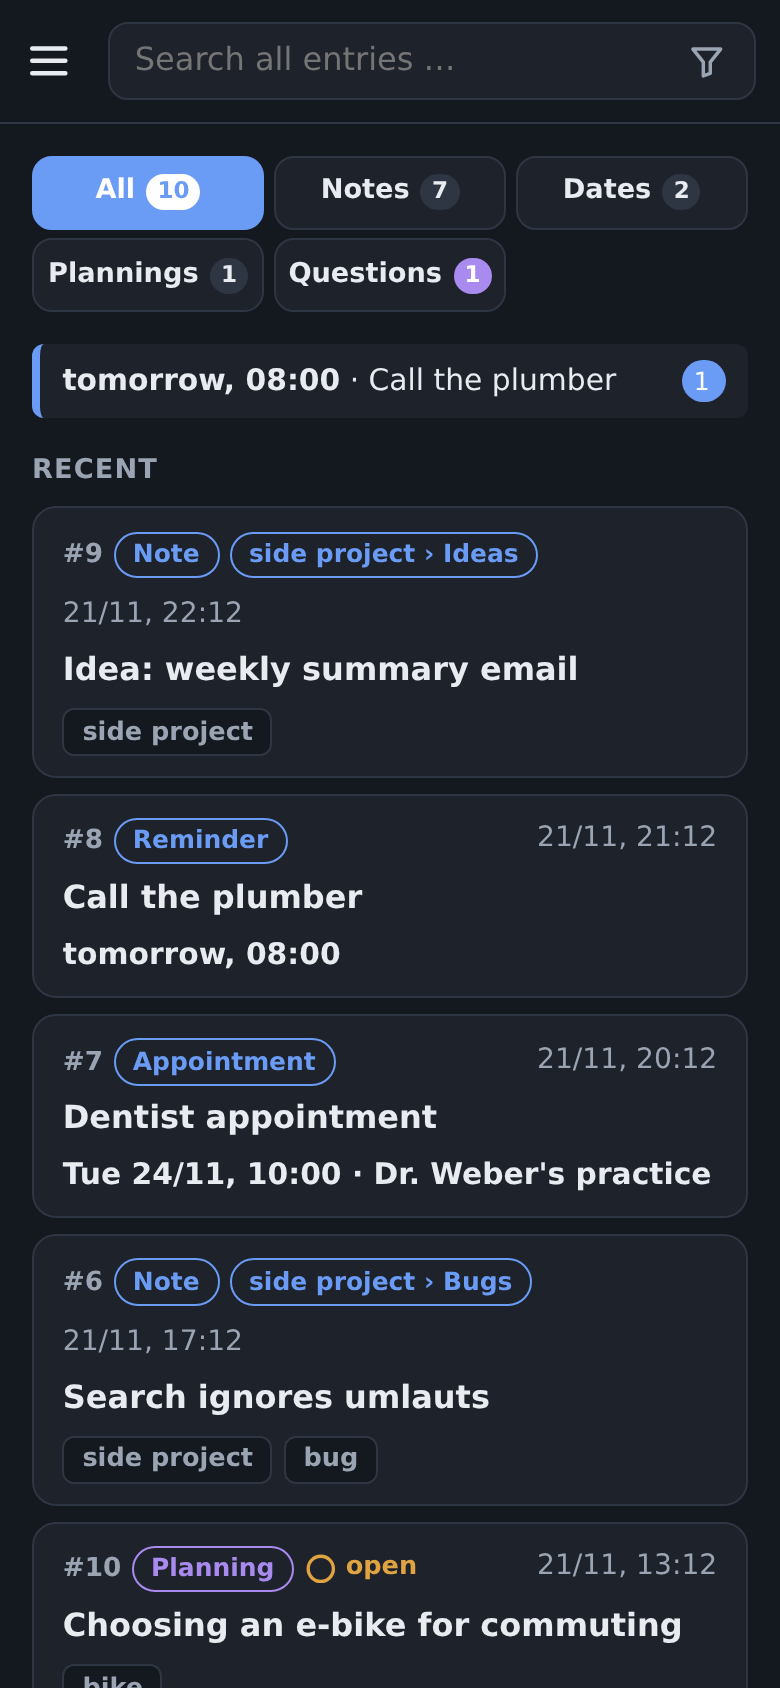 Search all entries ...
All 10
Notes 7
Dates 2
Plannings 1
Questions 1
tomorrow, 08:00 · Call the plumber 1
RECENT
#9 Note side project › Ideas
21/11, 22:12
Idea: weekly summary email
side project
#8 Reminder 21/11, 21:12
Call the plumber
tomorrow, 08:00
#7 Appointment 21/11, 20:12
Dentist appointment
Tue 24/11, 10:00 · Dr. Weber's practice
#6 Note side project › Bugs
21/11, 17:12
Search ignores umlauts
side project bug
#10 Planning open 21/11, 13:12
Choosing an e-bike for commuting
bike